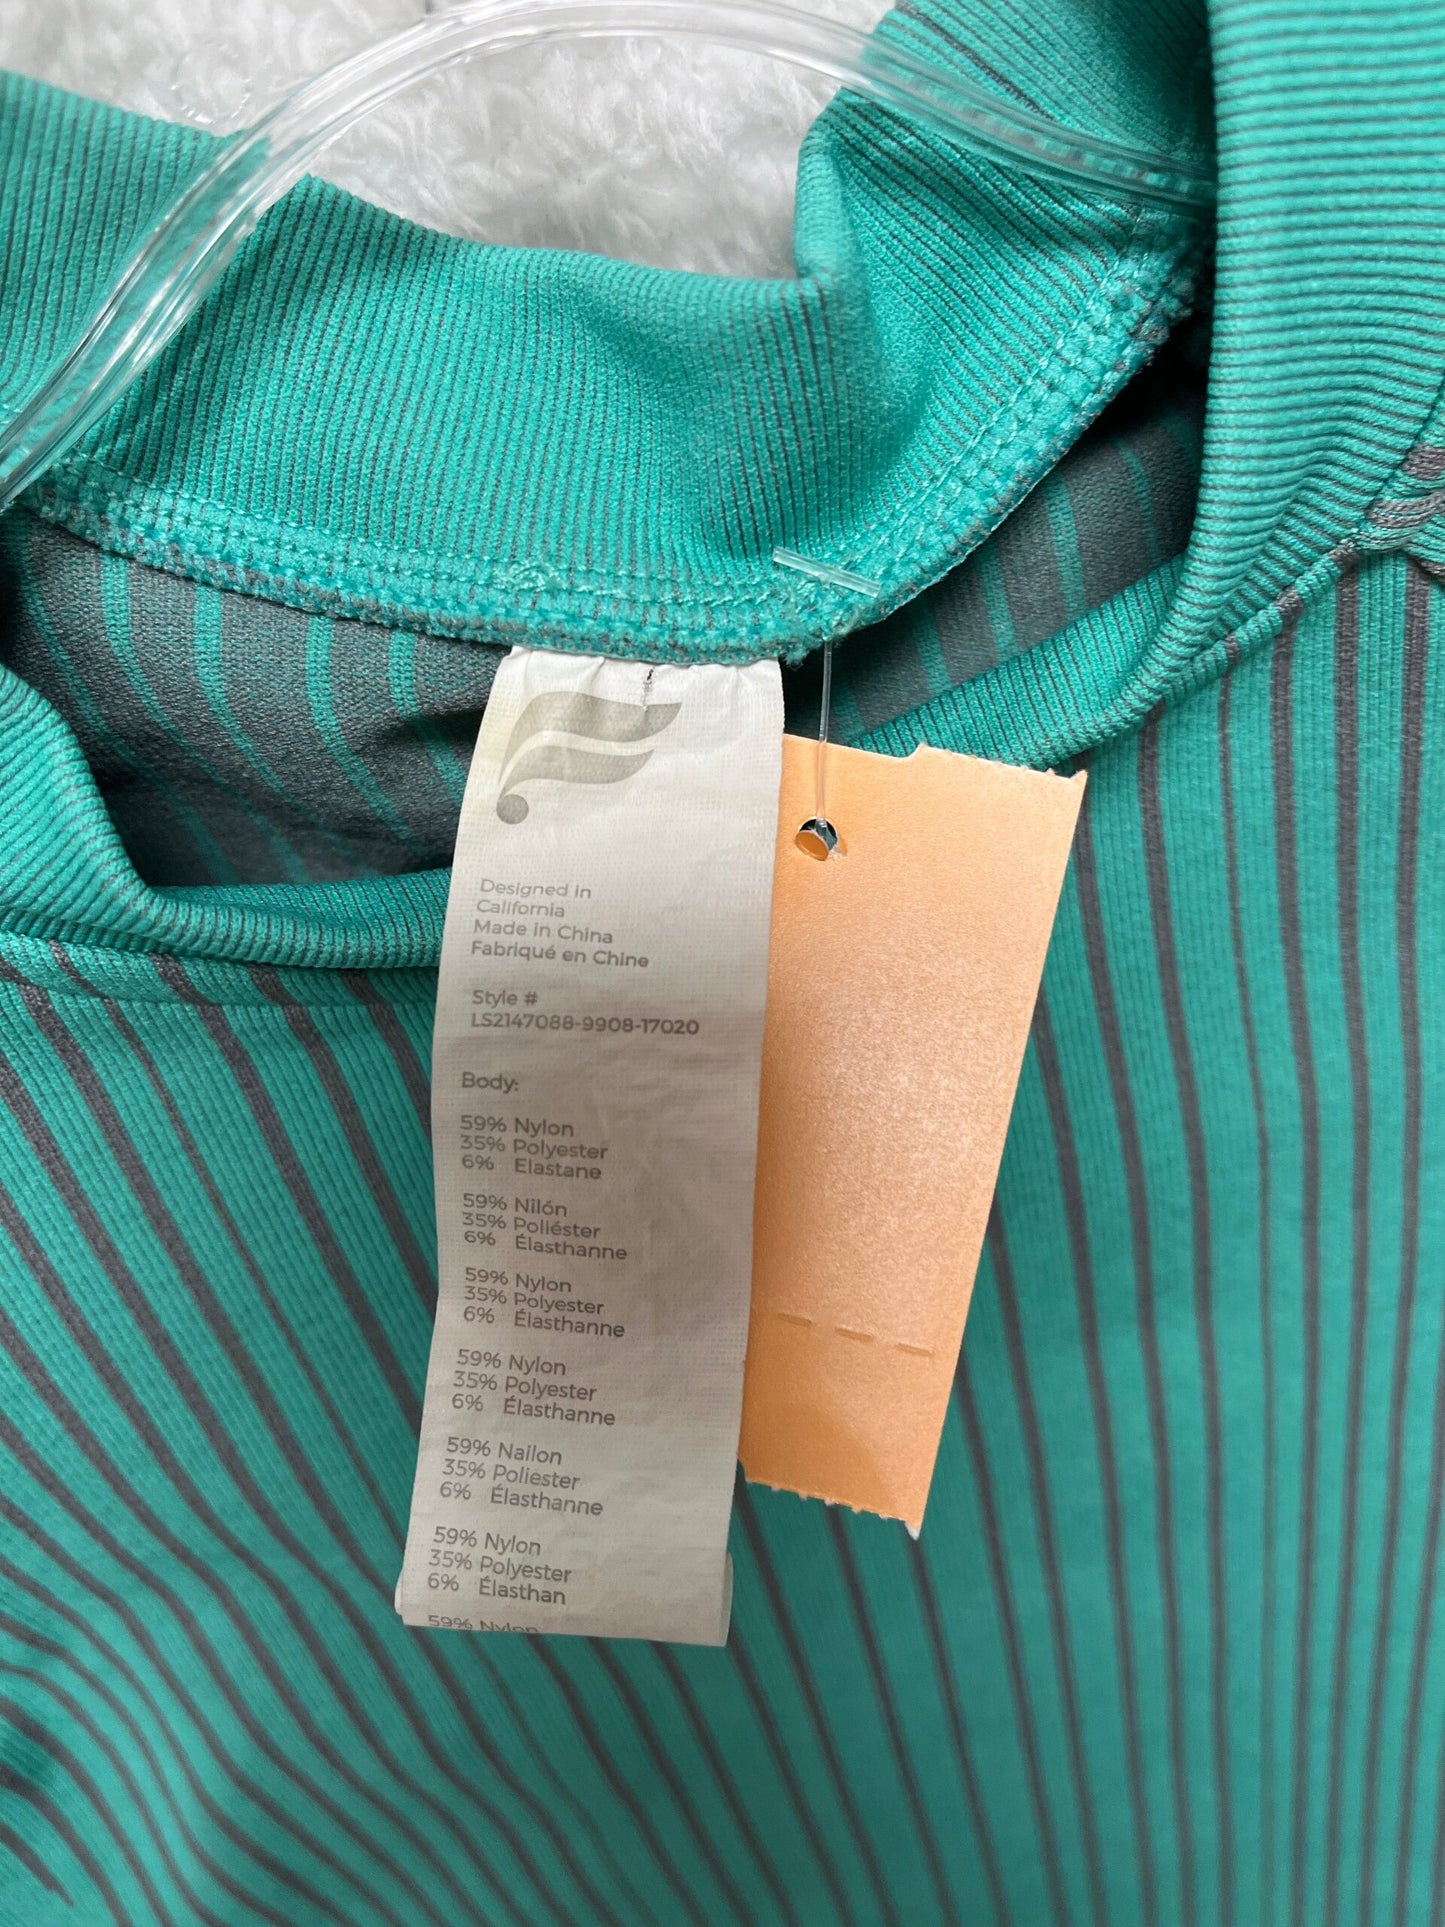 Designed in
California
Made in China
Fabriqué en Chine
Style #
LS2147088-9908-17020
Body:
59% Nylon
35% Polyester
6% Elastane
59% Nilón
35% Poliéster
6% Élasthanne
59% Nylon
35% Polyester
6% Élasthanne
59% Nylon
35% Polyester
6% Élasthanne
59% Nailon
35% Poliester
6% Élasthanne
59% Nylon
35% Polyester
6% Élasthan
59% Nylon